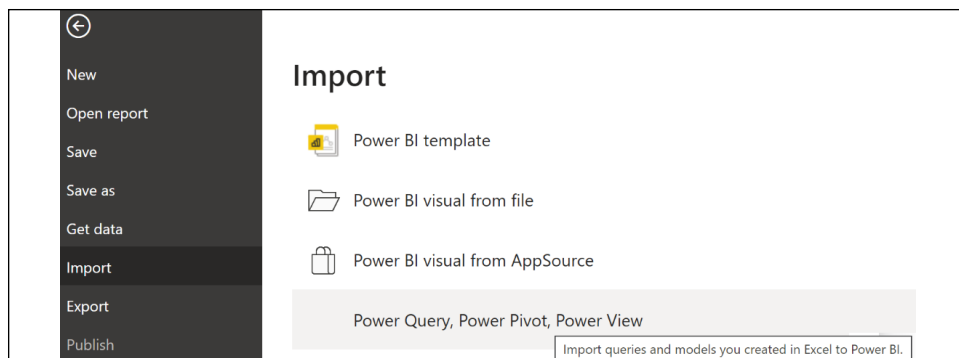 New
Open report
Save
Save as
Get data
Import
Export
Publish
Import
Power BI template
Power BI visual from file
Power BI visual from AppSource
Power Query, Power Pivot, Power View
Import queries and models you created in Excel to Power BI.